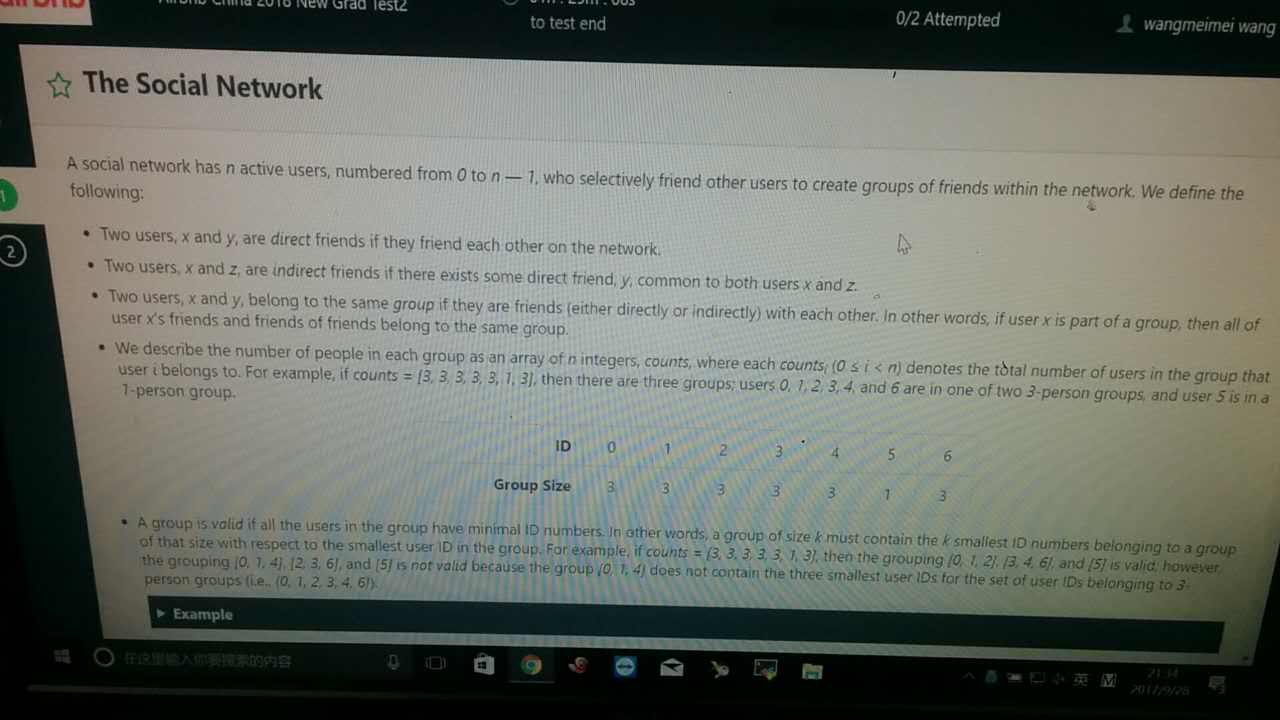 airbnb
Airbnb China 2018 New Grad Test2
to test end
0/2 Attempted
wangmeimei wang
The Social Network
A social network has n active users, numbered from 0 to n — 1, who selectively friend other users to create groups of friends within the network. We define the
following:
1
2
• Two users, x and y, are direct friends if they friend each other on the network.
• Two users, x and z, are indirect friends if there exists some direct friend, y, common to both users x and z.
• Two users, x and y, belong to the same group if they are friends (either directly or indirectly) with each other. In other words, if user x is part of a group, then all of
user x's friends and friends of friends belong to the same group.
• We describe the number of people in each group as an array of n integers, counts, where each countsᵢ (0 ≤ i < n) denotes the total number of users in the group that
user i belongs to. For example, if counts = [3, 3, 3, 3, 3, 1, 3], then there are three groups; users 0, 1, 2, 3, 4, and 6 are in one of two 3-person groups, and user 5 is in a
1-person group.
ID 0 1 2 3 4 5 6
Group Size 3 3 3 3 3 1 3
• A group is valid if all the users in the group have minimal ID numbers. In other words, a group of size k must contain the k smallest ID numbers belonging to a group
of that size with respect to the smallest user ID in the group. For example, if counts = {3, 3, 3, 3, 3, 1, 3}, then the grouping {0, 1, 2}, {3, 4, 6}, and {5} is valid; however,
the grouping {0, 1, 4}, {2, 3, 6}, and {5} is not valid because the group {0, 1, 4} does not contain the three smallest user IDs for the set of user IDs belonging to 3-
person groups (i.e., {0, 1, 2, 3, 4, 6}).
Example
在这里输入你要搜索的内容
英
M
21:34
2017/9/28